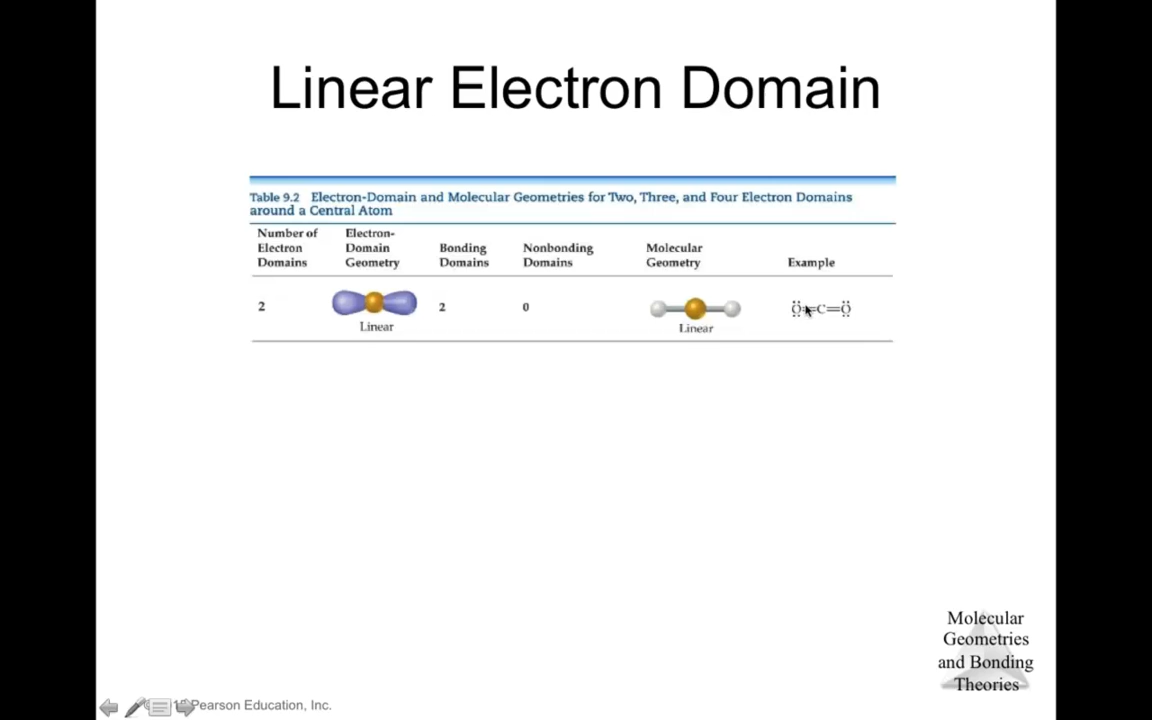 Linear Electron Domain
Table 9.2 Electron-Domain and Molecular Geometries for Two, Three, and Four Electron Domains
around a Central Atom
Number of Electron Domains
Electron-Domain Geometry
Bonding Domains
Nonbonding Domains
Molecular Geometry
Example
2
Linear
2
0
Linear
Ö=C=Ö
Molecular
Geometries
and Bonding
Theories
Pearson Education, Inc.